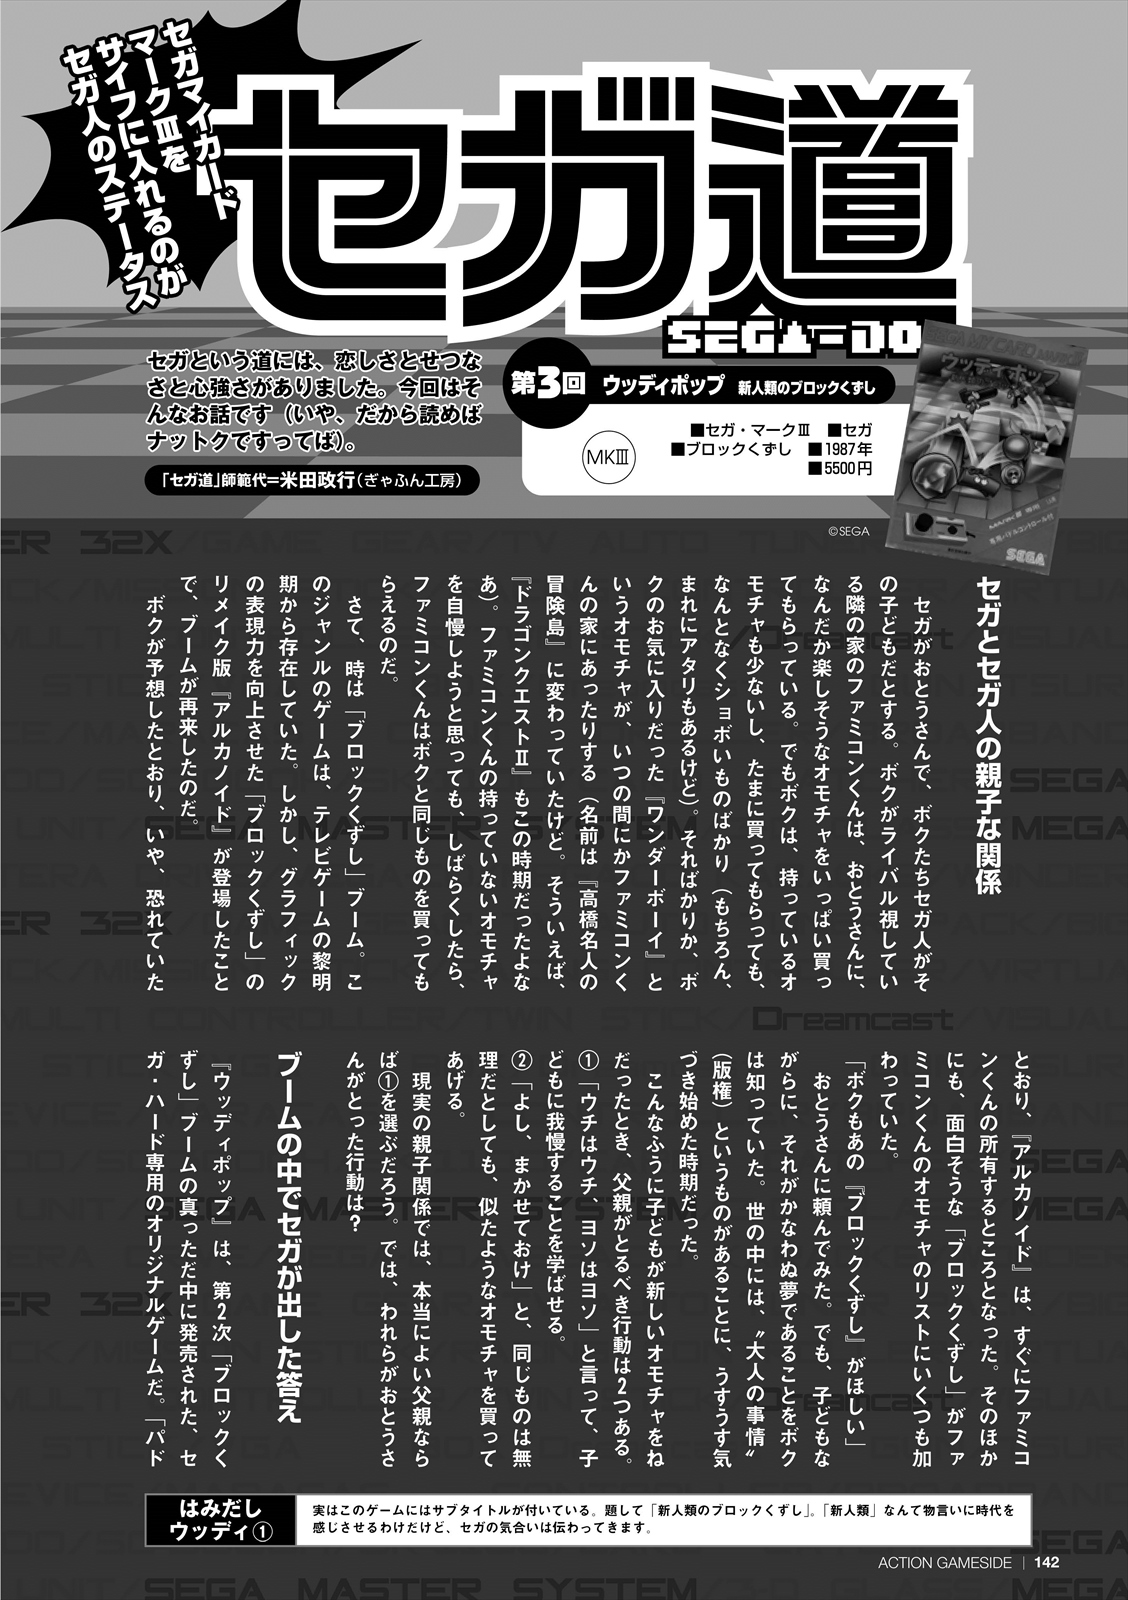 セガマイカード
マークⅢを
サイフに入れるのが
セガ人のステータス
セガ道
SEGA-DO
セガという道には、恋しさとせつな
さと心強さがありました。今回はそ
んなお話です（いや、だから読めば
ナットクですってば）。
「セガ道」師範代=米田政行（ぎゃふん工房）
第3回 ウッディポップ 新人類のブロックくずし
MKⅢ
■セガ・マークⅢ ■セガ
■ブロックくずし ■1987年
■5500円
SEGA MY CARD MARKⅢ
ウッディポップ
SEGA
©SEGA
セガとセガ人の親子な関係
セガがおとうさんで、ボクたちセガ人がそ
の子どもだとする。ボクがライバル視してい
る隣の家のファミコンくんは、おとうさんに、
なんだか楽しそうなオモチャをいっぱい買っ
てもらっている。でもボクは、持っているオ
モチャも少ないし、たまに買ってもらっても、
なんとなくショボいものばかり（もちろん、
まれにアタリもあるけど）。そればかりか、ボ
クのお気に入りだった『ワンダーボーイ』と
いうオモチャが、いつの間にかファミコンく
んの家にあったりする（名前は『高橋名人の
冒険島』に変わっていたけど。そういえば、
『ドラゴンクエストⅡ』もこの時期だったよな
あ）。ファミコンくんの持っていないオモチャ
を自慢しようと思っても、しばらくしたら、
ファミコンくんはボクと同じものを買っても
らえるのだ。
さて、時は「ブロックくずし」ブーム。こ
のジャンルのゲームは、テレビゲームの黎明
期から存在していた。しかし、グラフィック
の表現力を向上させた「ブロックくずし」の
リメイク版『アルカノイド』が登場したこと
で、ブームが再来したのだ。
ボクが予想したとおり、いや、恐れていた
とおり、『アルカノイド』は、すぐにファミコ
ンくんの所有するところとなった。そのほか
にも、面白そうな「ブロックくずし」がファ
ミコンくんのオモチャのリストにいくつも加
わっていた。
「ボクもあの『ブロックくずし』がほしい」
おとうさんに頼んでみた。でも、子どもな
がらに、それがかなわぬ夢であることをボク
は知っていた。世の中には、〝大人の事情〟
（版権）というものがあることに、うすうす気
づき始めた時期だった。
こんなふうに子どもが新しいオモチャをね
だったとき、父親がとるべき行動は2つある。
①「ウチはウチ、ヨソはヨソ」と言って、子
どもに我慢することを学ばせる。
②「よし、まかせておけ」と、同じものは無
理だとしても、似たようなオモチャを買って
あげる。
現実の親子関係では、本当によい父親なら
ば①を選ぶだろう。では、われらがおとうさ
んがとった行動は？
ブームの中でセガが出した答え
『ウッディポップ』は、第2次「ブロックく
ずし」ブームの真っただ中に発売された、セ
ガ・ハード専用のオリジナルゲームだ。「パド
はみだし
ウッディ①
実はこのゲームにはサブタイトルが付いている。題して「新人類のブロックくずし」。「新人類」なんて物言いに時代を
感じさせるわけだけど、セガの気合いは伝わってきます。
ACTION GAMESIDE | 142